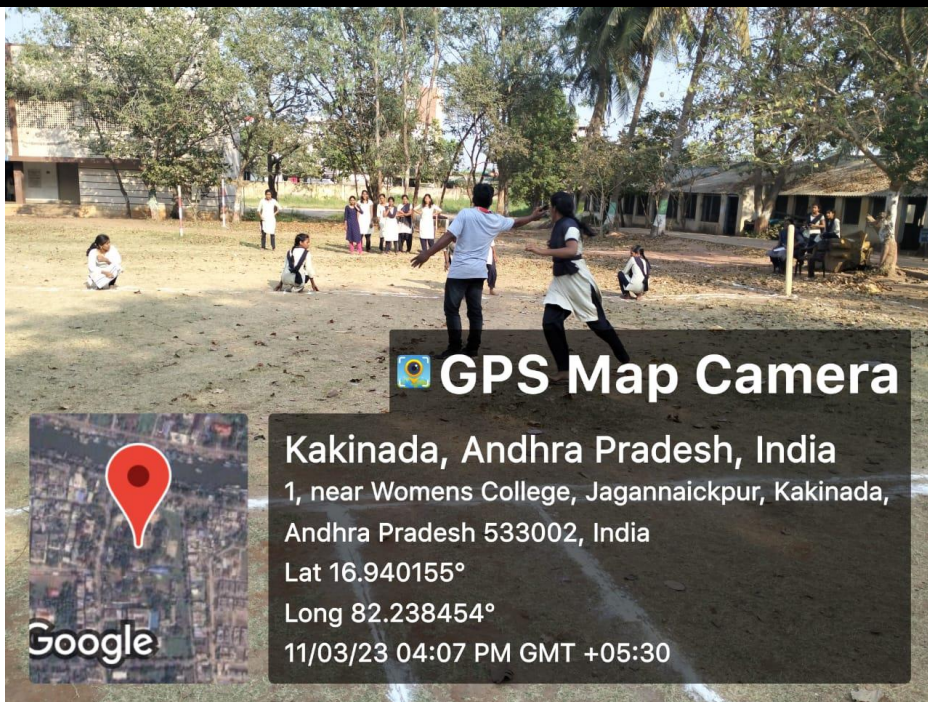 GPS Map Camera
Kakinada, Andhra Pradesh, India
1, near Womens College, Jagannaickpur, Kakinada,
Andhra Pradesh 533002, India
Lat 16.940155°
Long 82.238454°
11/03/23 04:07 PM GMT +05:30
Google